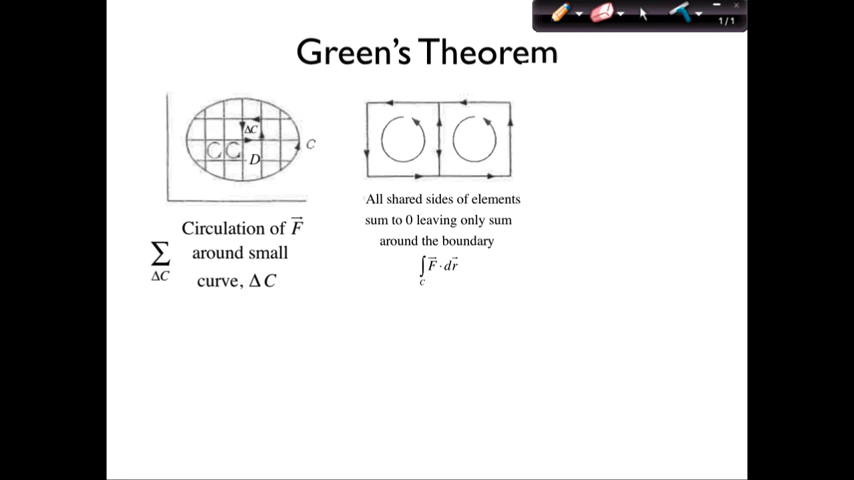 1/1
Green's Theorem
ΔC
C
D
All shared sides of elements
sum to 0 leaving only sum
around the boundary
∫F⃗·dr⃗
c
Circulation of F⃗
∑ around small
ΔC curve, ΔC